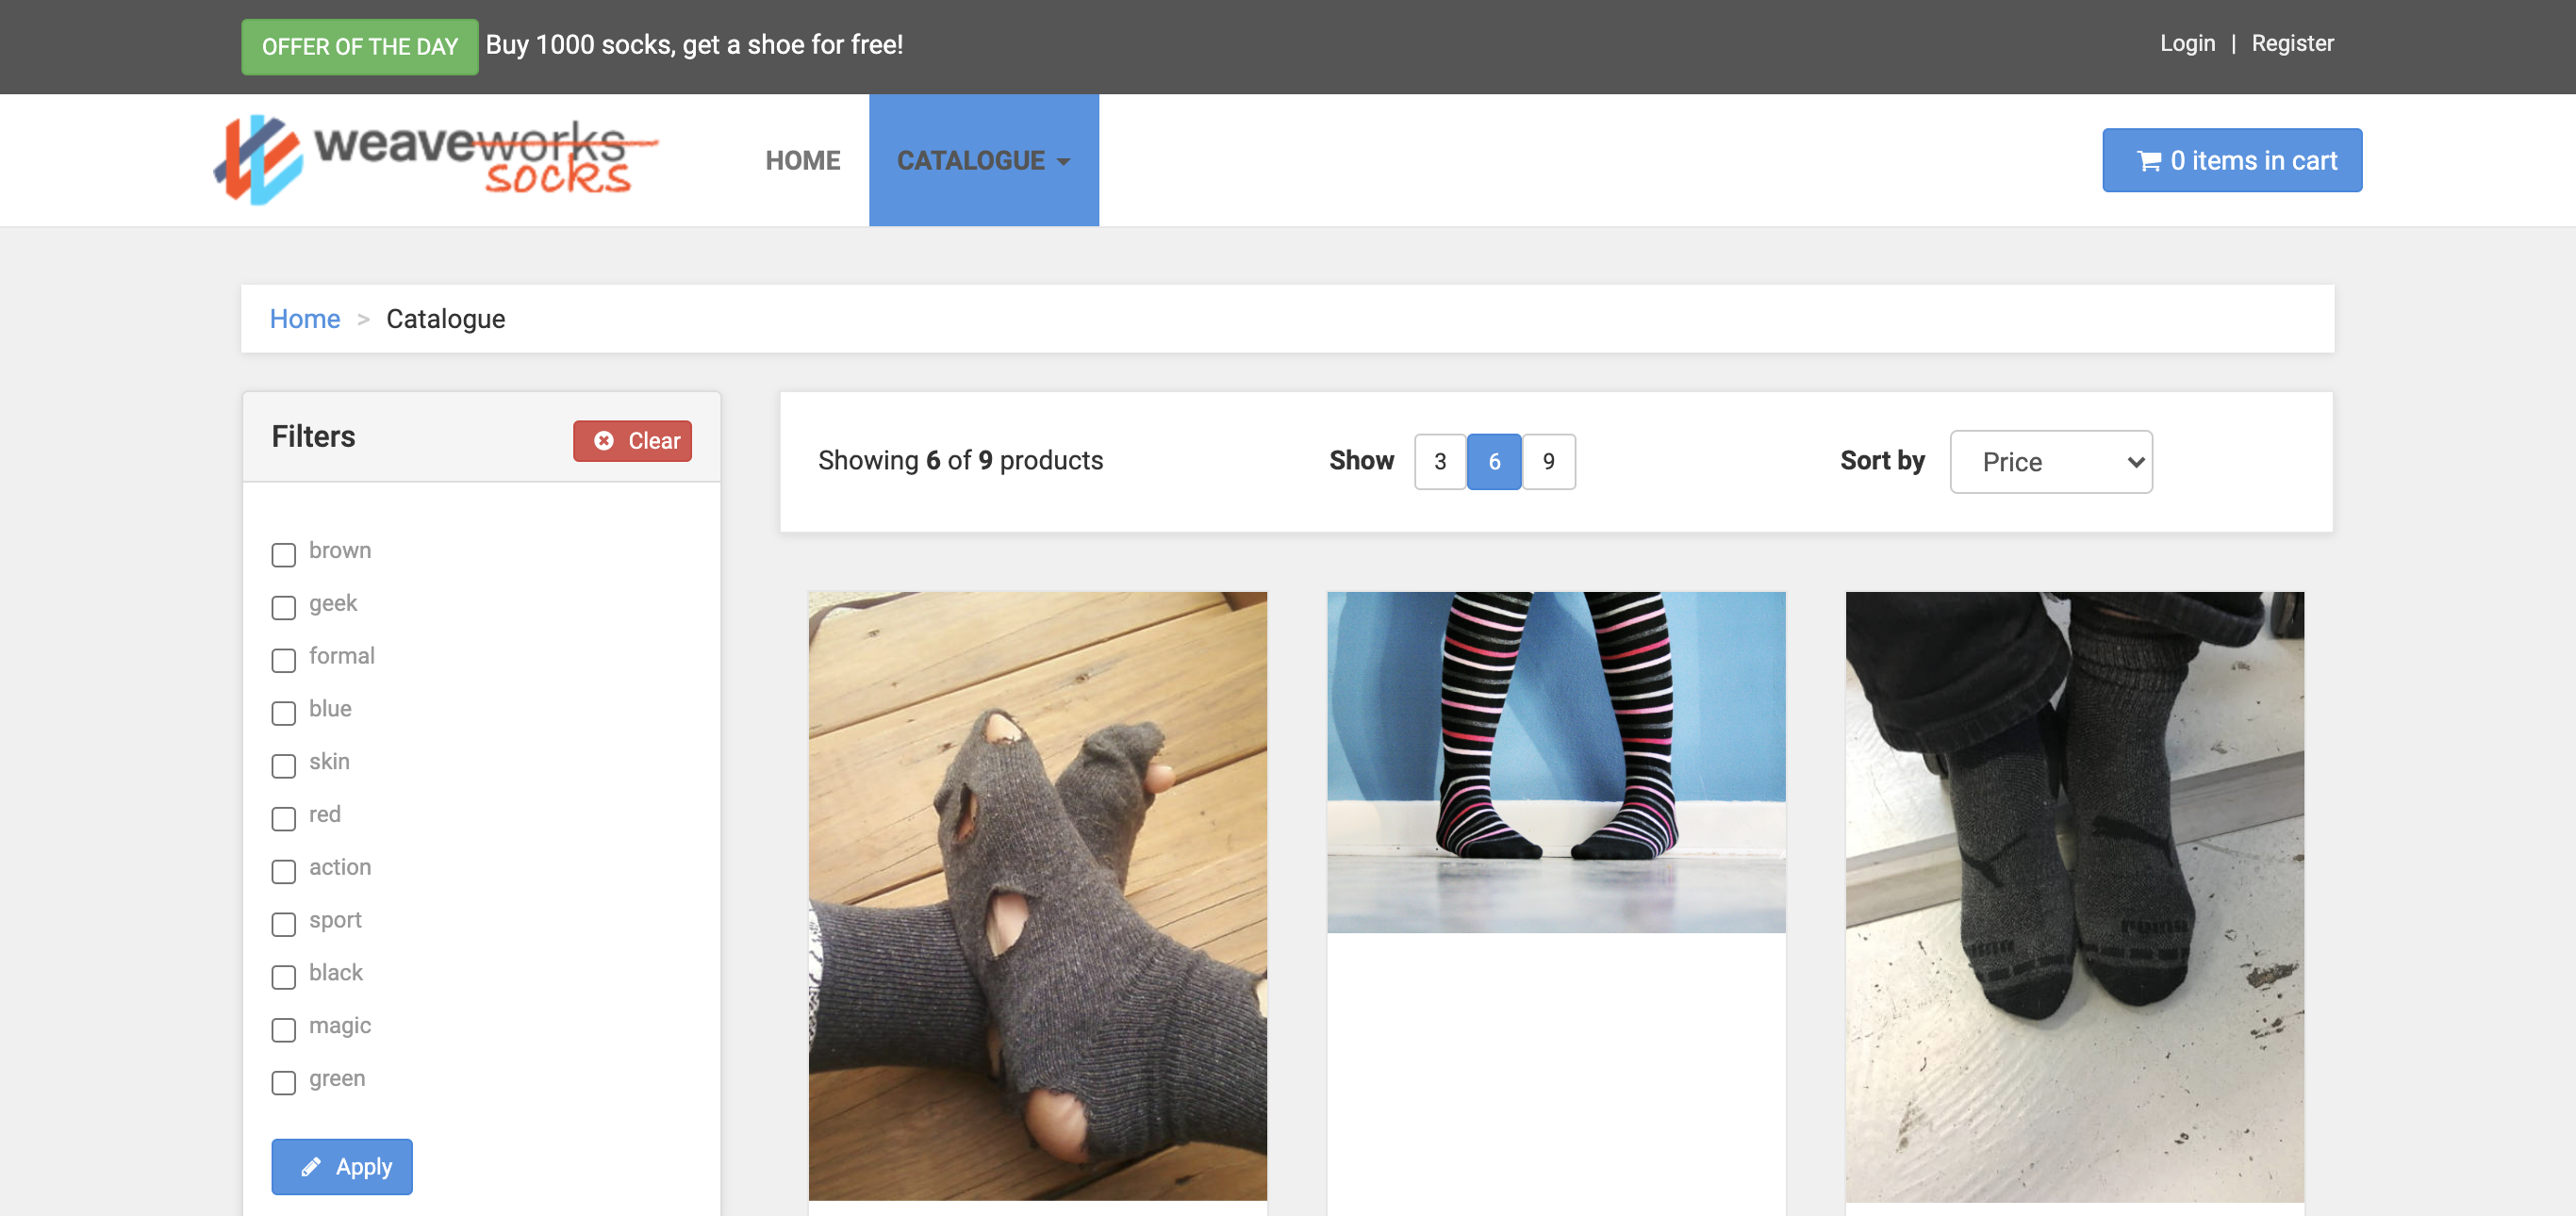 OFFER OF THE DAY Buy 1000 socks, get a shoe for free!
Login | Register
weaveworks
socks
HOME
CATALOGUE
0 items in cart
Home > Catalogue
Filters
Clear
Showing 6 of 9 products
Show 3 6 9
Sort by Price
brown
geek
formal
blue
skin
red
action
sport
black
magic
green
Apply